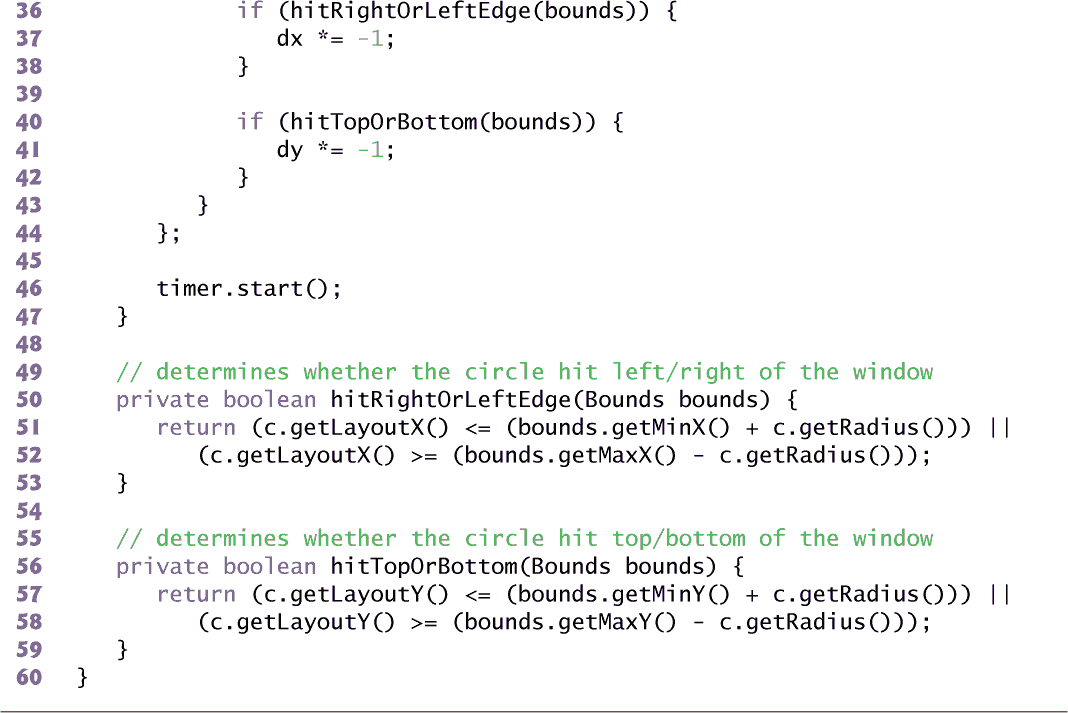 36 if (hitRightOrLeftEdge(bounds)) {
37 dx *= -1;
38 }
39
40 if (hitTopOrBottom(bounds)) {
41 dy *= -1;
42 }
43 }
44 };
45
46 timer.start();
47 }
48
49 // determines whether the circle hit left/right of the window
50 private boolean hitRightOrLeftEdge(Bounds bounds) {
51 return (c.getLayoutX() <= (bounds.getMinX() + c.getRadius())) ||
52 (c.getLayoutX() >= (bounds.getMaxX() - c.getRadius()));
53 }
54
55 // determines whether the circle hit top/bottom of the window
56 private boolean hitTopOrBottom(Bounds bounds) {
57 return (c.getLayoutY() <= (bounds.getMinY() + c.getRadius())) ||
58 (c.getLayoutY() >= (bounds.getMaxY() - c.getRadius()));
59 }
60 }